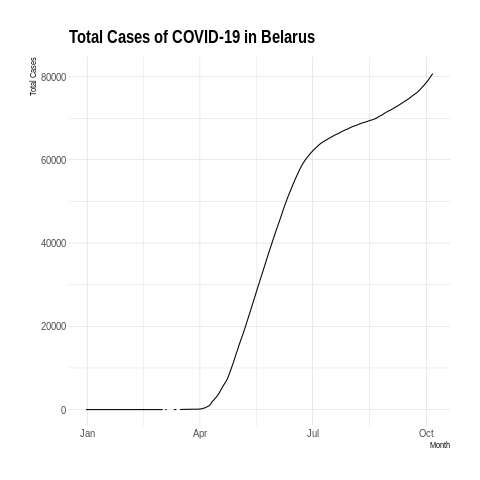 Total Cases of COVID-19 in Belarus
Total Cases
80000
60000
40000
20000
0
Jan Apr Jul Oct
Month